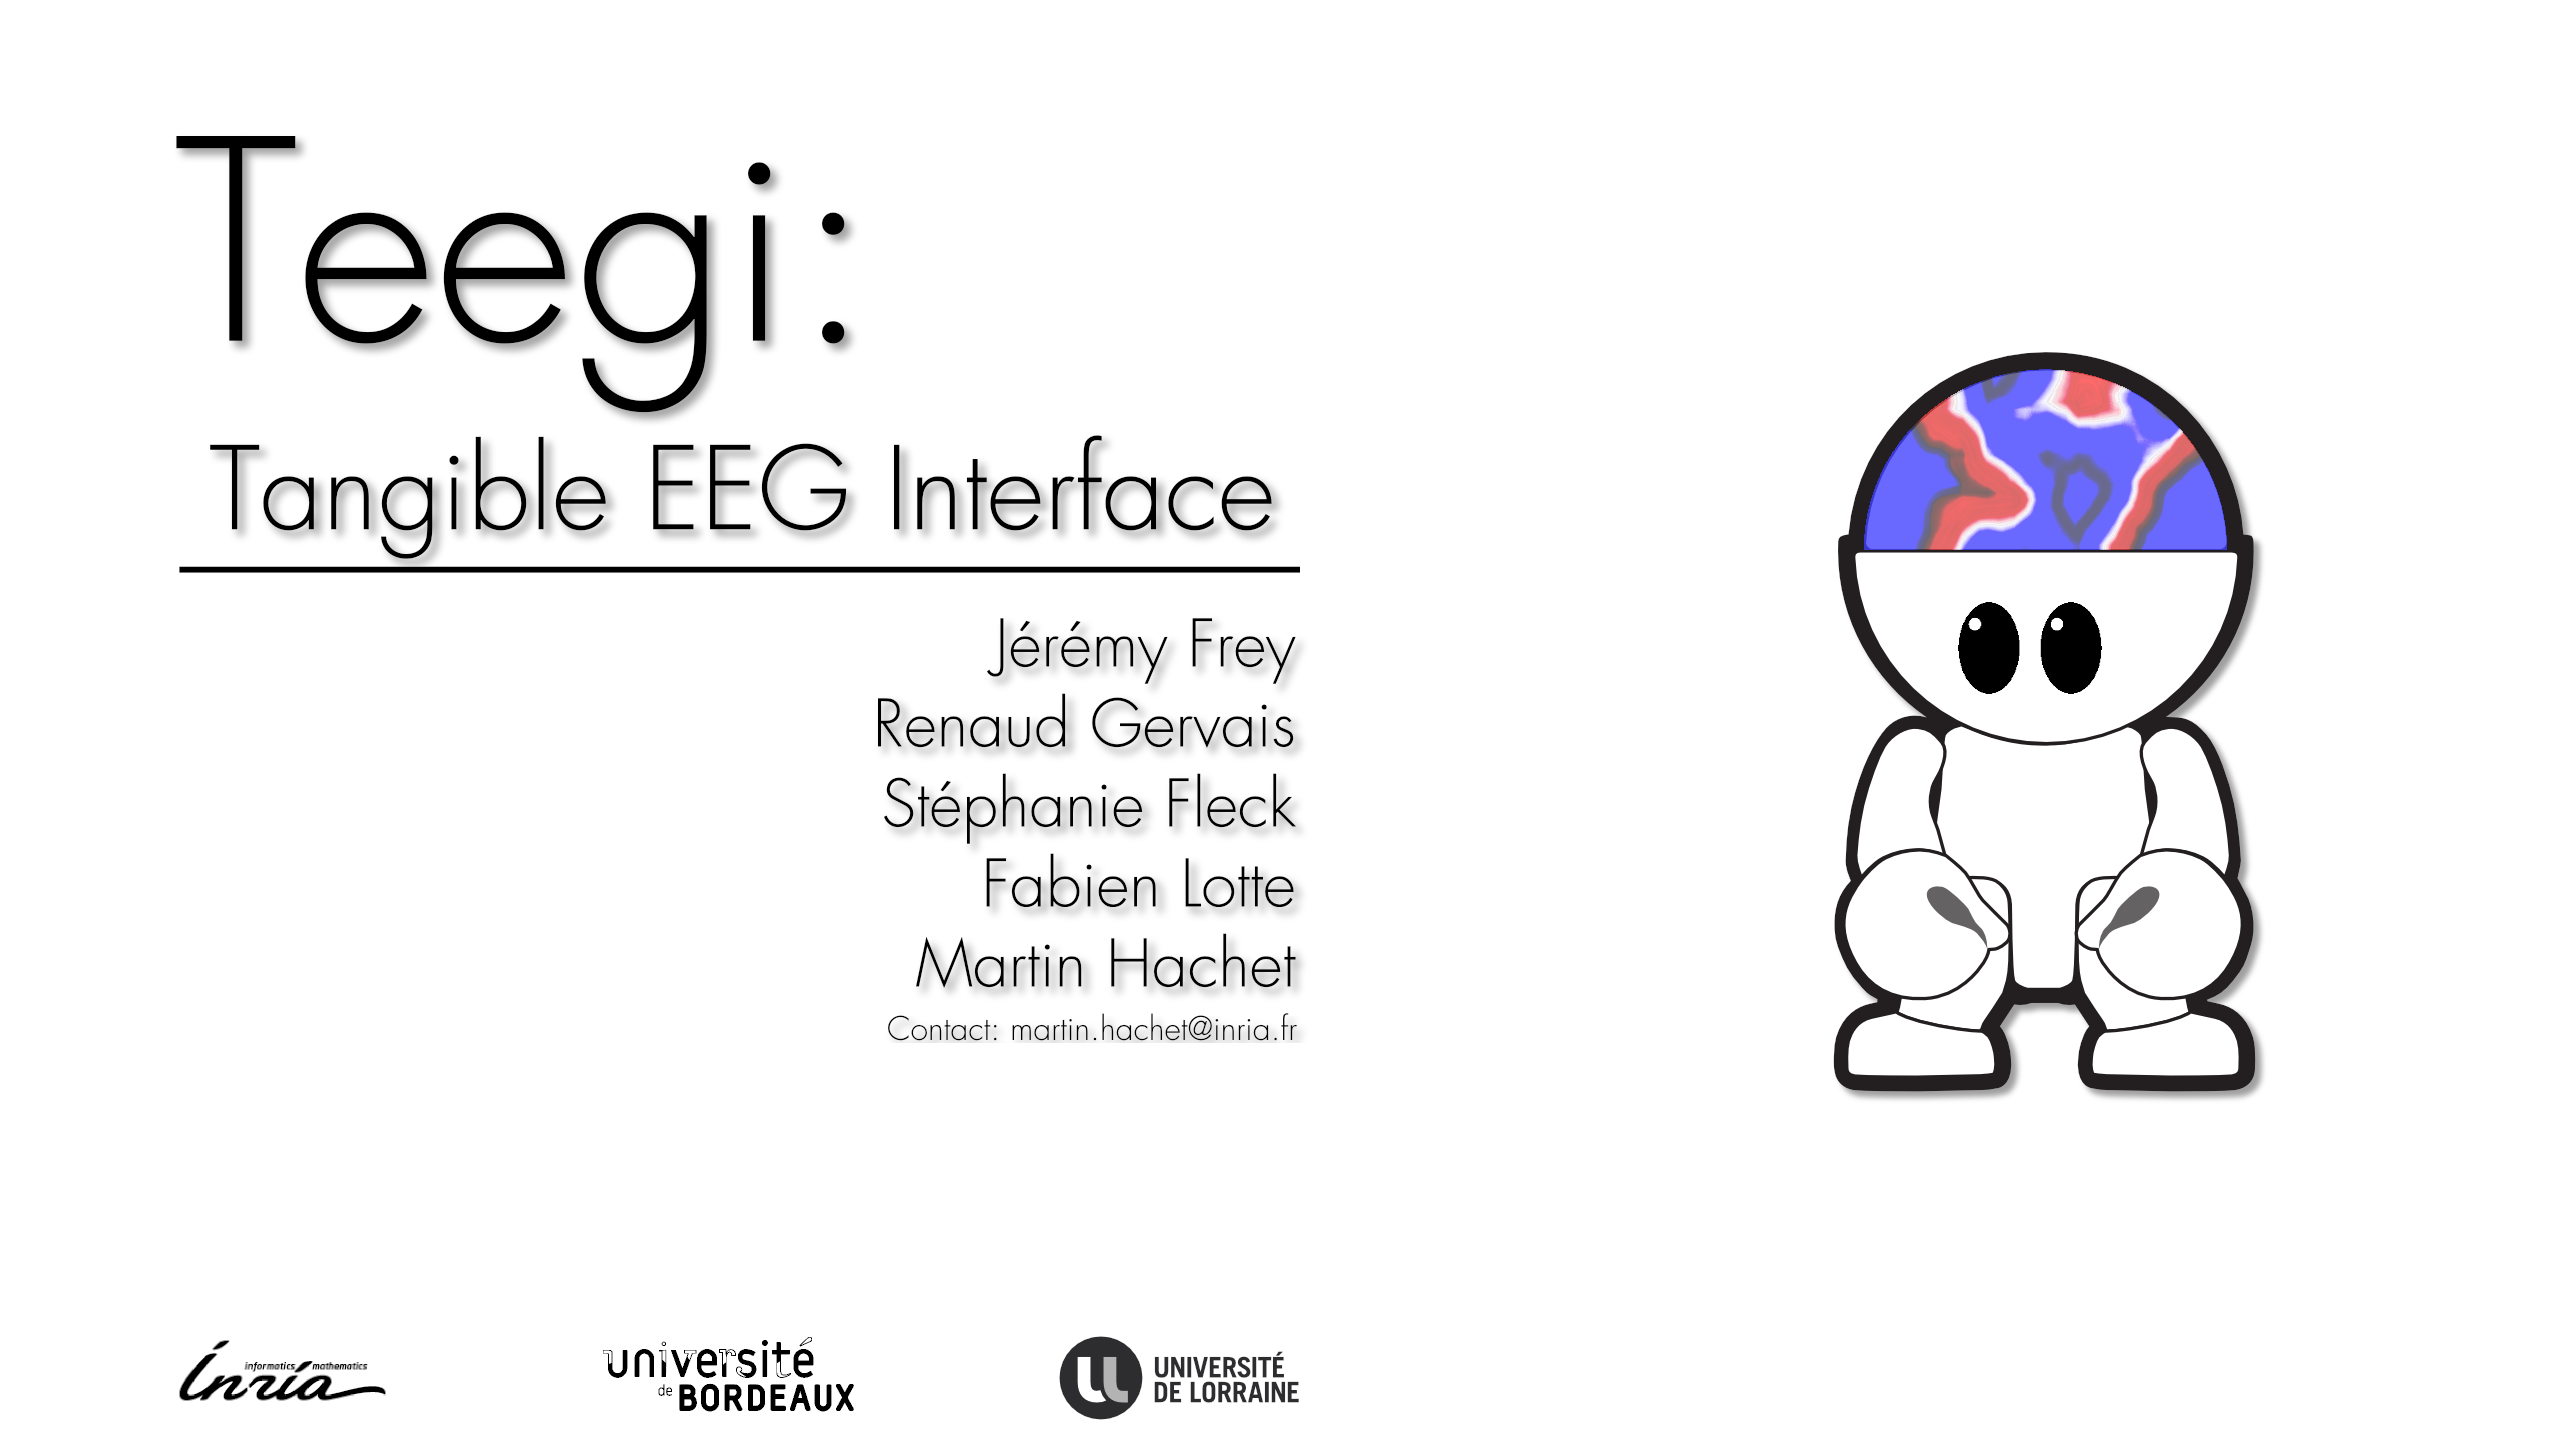 Teegi:
Tangible EEG Interface
Jérémy Frey
Renaud Gervais
Stéphanie Fleck
Fabien Lotte
Martin Hachet
Contact: martin.hachet@inria.fr
informatics mathematics
inria
université
de BORDEAUX
UNIVERSITÉ
DE LORRAINE